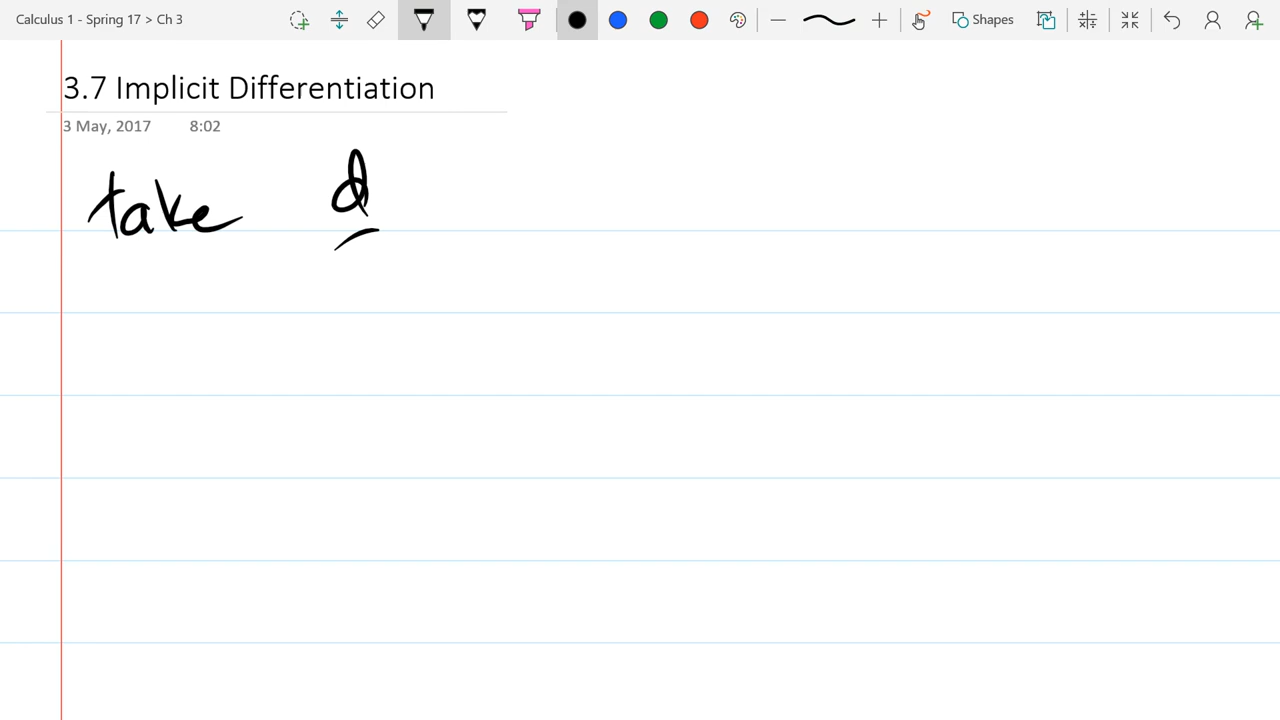 Calculus 1 - Spring 17 > Ch 3
Shapes
3.7 Implicit Differentiation
3 May, 2017 8:02
take d